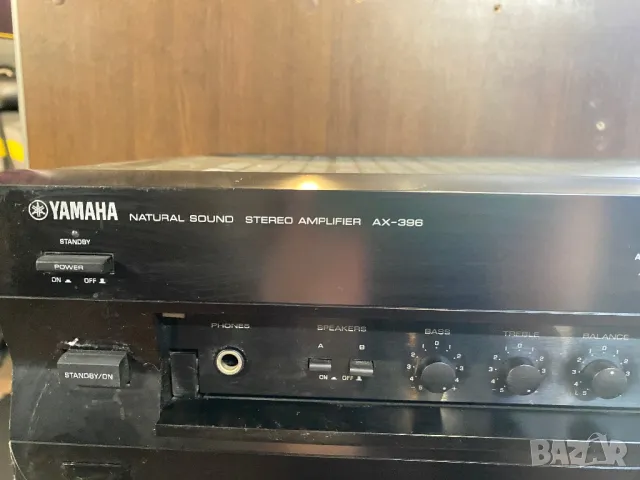 YAMAHA NATURAL SOUND STEREO AMPLIFIER AX-396
STANDBY
POWER
ON OFF
PHONES SPEAKERS BASS TREBLE BALANCE
A B
ON OFF
STANDBY/ON
BAZAR